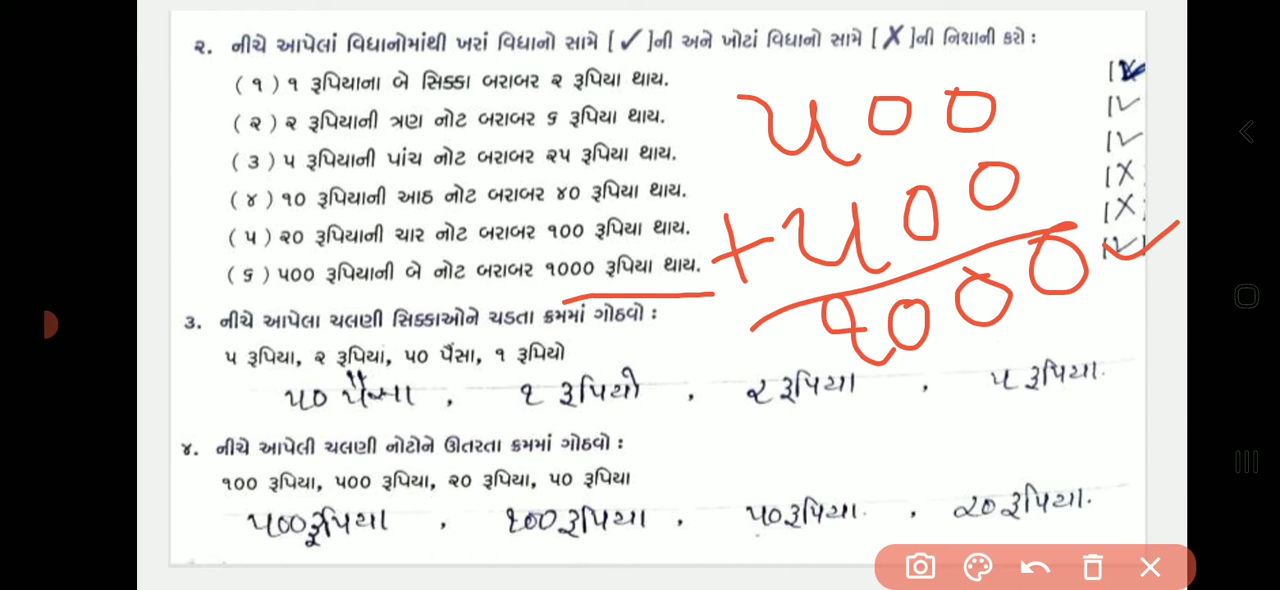 ૨. નીચે આપેલાં વિધાનોમાંથી ખરાં વિધાનો સામે [ ✓ ]ની અને ખોટાં વિધાનો સામે [ X ]ની નિશાની કરો :
( ૧ ) ૧ રૂપિયાના બે સિક્કા બરાબર ૨ રૂપિયા થાય. [✓
( ૨ ) ૨ રૂપિયાની ત્રણ નોટ બરાબર ૬ રૂપિયા થાય. [✓
( ૩ ) ૫ રૂપિયાની પાંચ નોટ બરાબર ૨૫ રૂપિયા થાય. [✓
( ૪ ) ૧૦ રૂપિયાની આઠ નોટ બરાબર ૪૦ રૂપિયા થાય. [X
( ૫ ) ૨૦ રૂપિયાની ચાર નોટ બરાબર ૧૦૦ રૂપિયા થાય. [X
( ૬ ) ૫૦૦ રૂપિયાની બે નોટ બરાબર ૧૦૦૦ રૂપિયા થાય. [✓]
૫૦૦
+ ૫૦૦
૧૦૦૦
૩. નીચે આપેલા ચલણી સિક્કાઓને ચડતા ક્રમમાં ગોઠવો :
૫ રૂપિયા, ૨ રૂપિયા, ૫૦ પૈસા, ૧ રૂપિયો
૫૦ પૈસા , ૧ રૂપિયો , ૨ રૂપિયા , ૫ રૂપિયા.
૪. નીચે આપેલી ચલણી નોટોને ઊતરતા ક્રમમાં ગોઠવો :
૧૦૦ રૂપિયા, ૫૦૦ રૂપિયા, ૨૦ રૂપિયા, ૫૦ રૂપિયા
૫૦૦ રૂપિયા , ૧૦૦ રૂપિયા , ૫૦ રૂપિયા. , ૨૦ રૂપિયા.